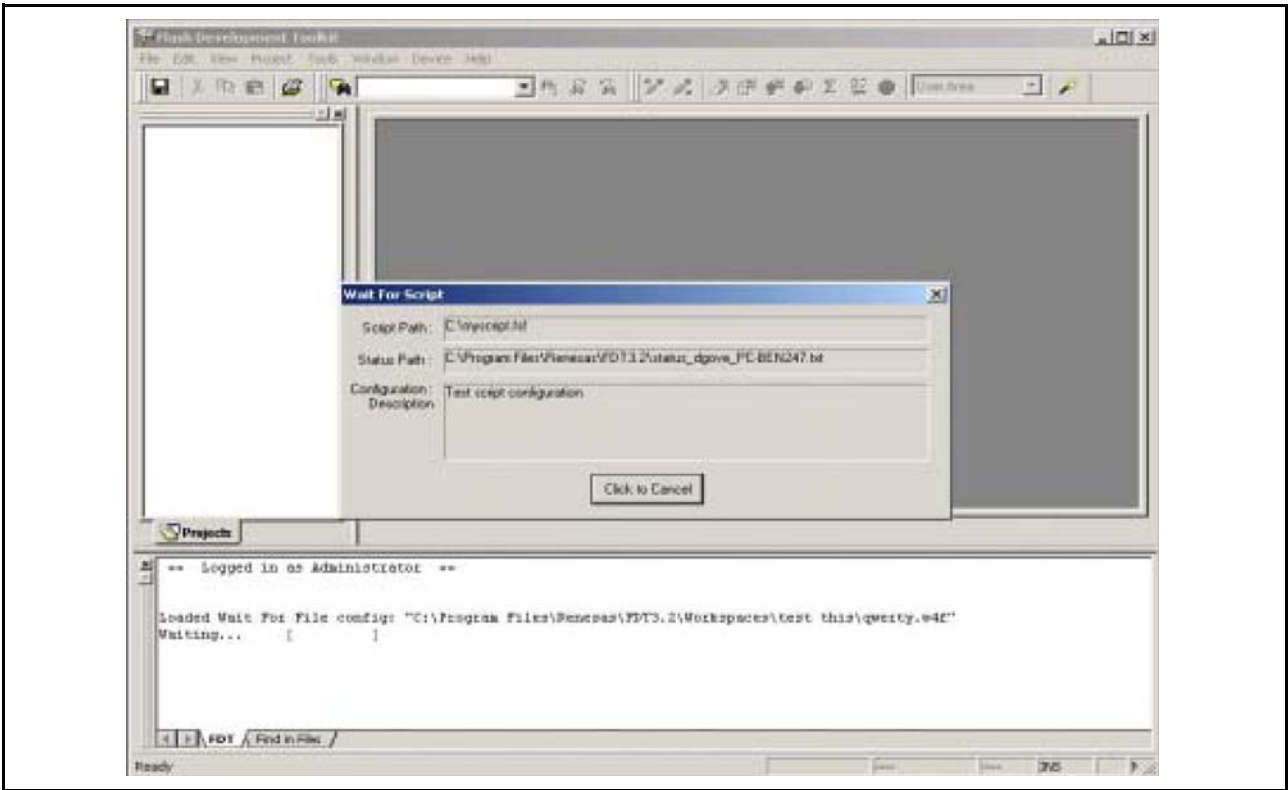 Flash Development Toolkit
File Edit View Project Tools Window Device Help
User Area
Wait For Script
Script Path : C:\myscript.txt
Status Path : C:\Program Files\Renesas\FDT3.2\status_dgove_PC-BEN247.txt
Configuration : Test script configuration
Description
Click to Cancel
Projects
== Logged in as Administrator ==
Loaded Wait For File config: "C:\Program Files\Renesas\FDT3.2\Workspaces\test this\qwerty.w4f"
Waiting... [ ]
FDT Find in Files
Ready
INS